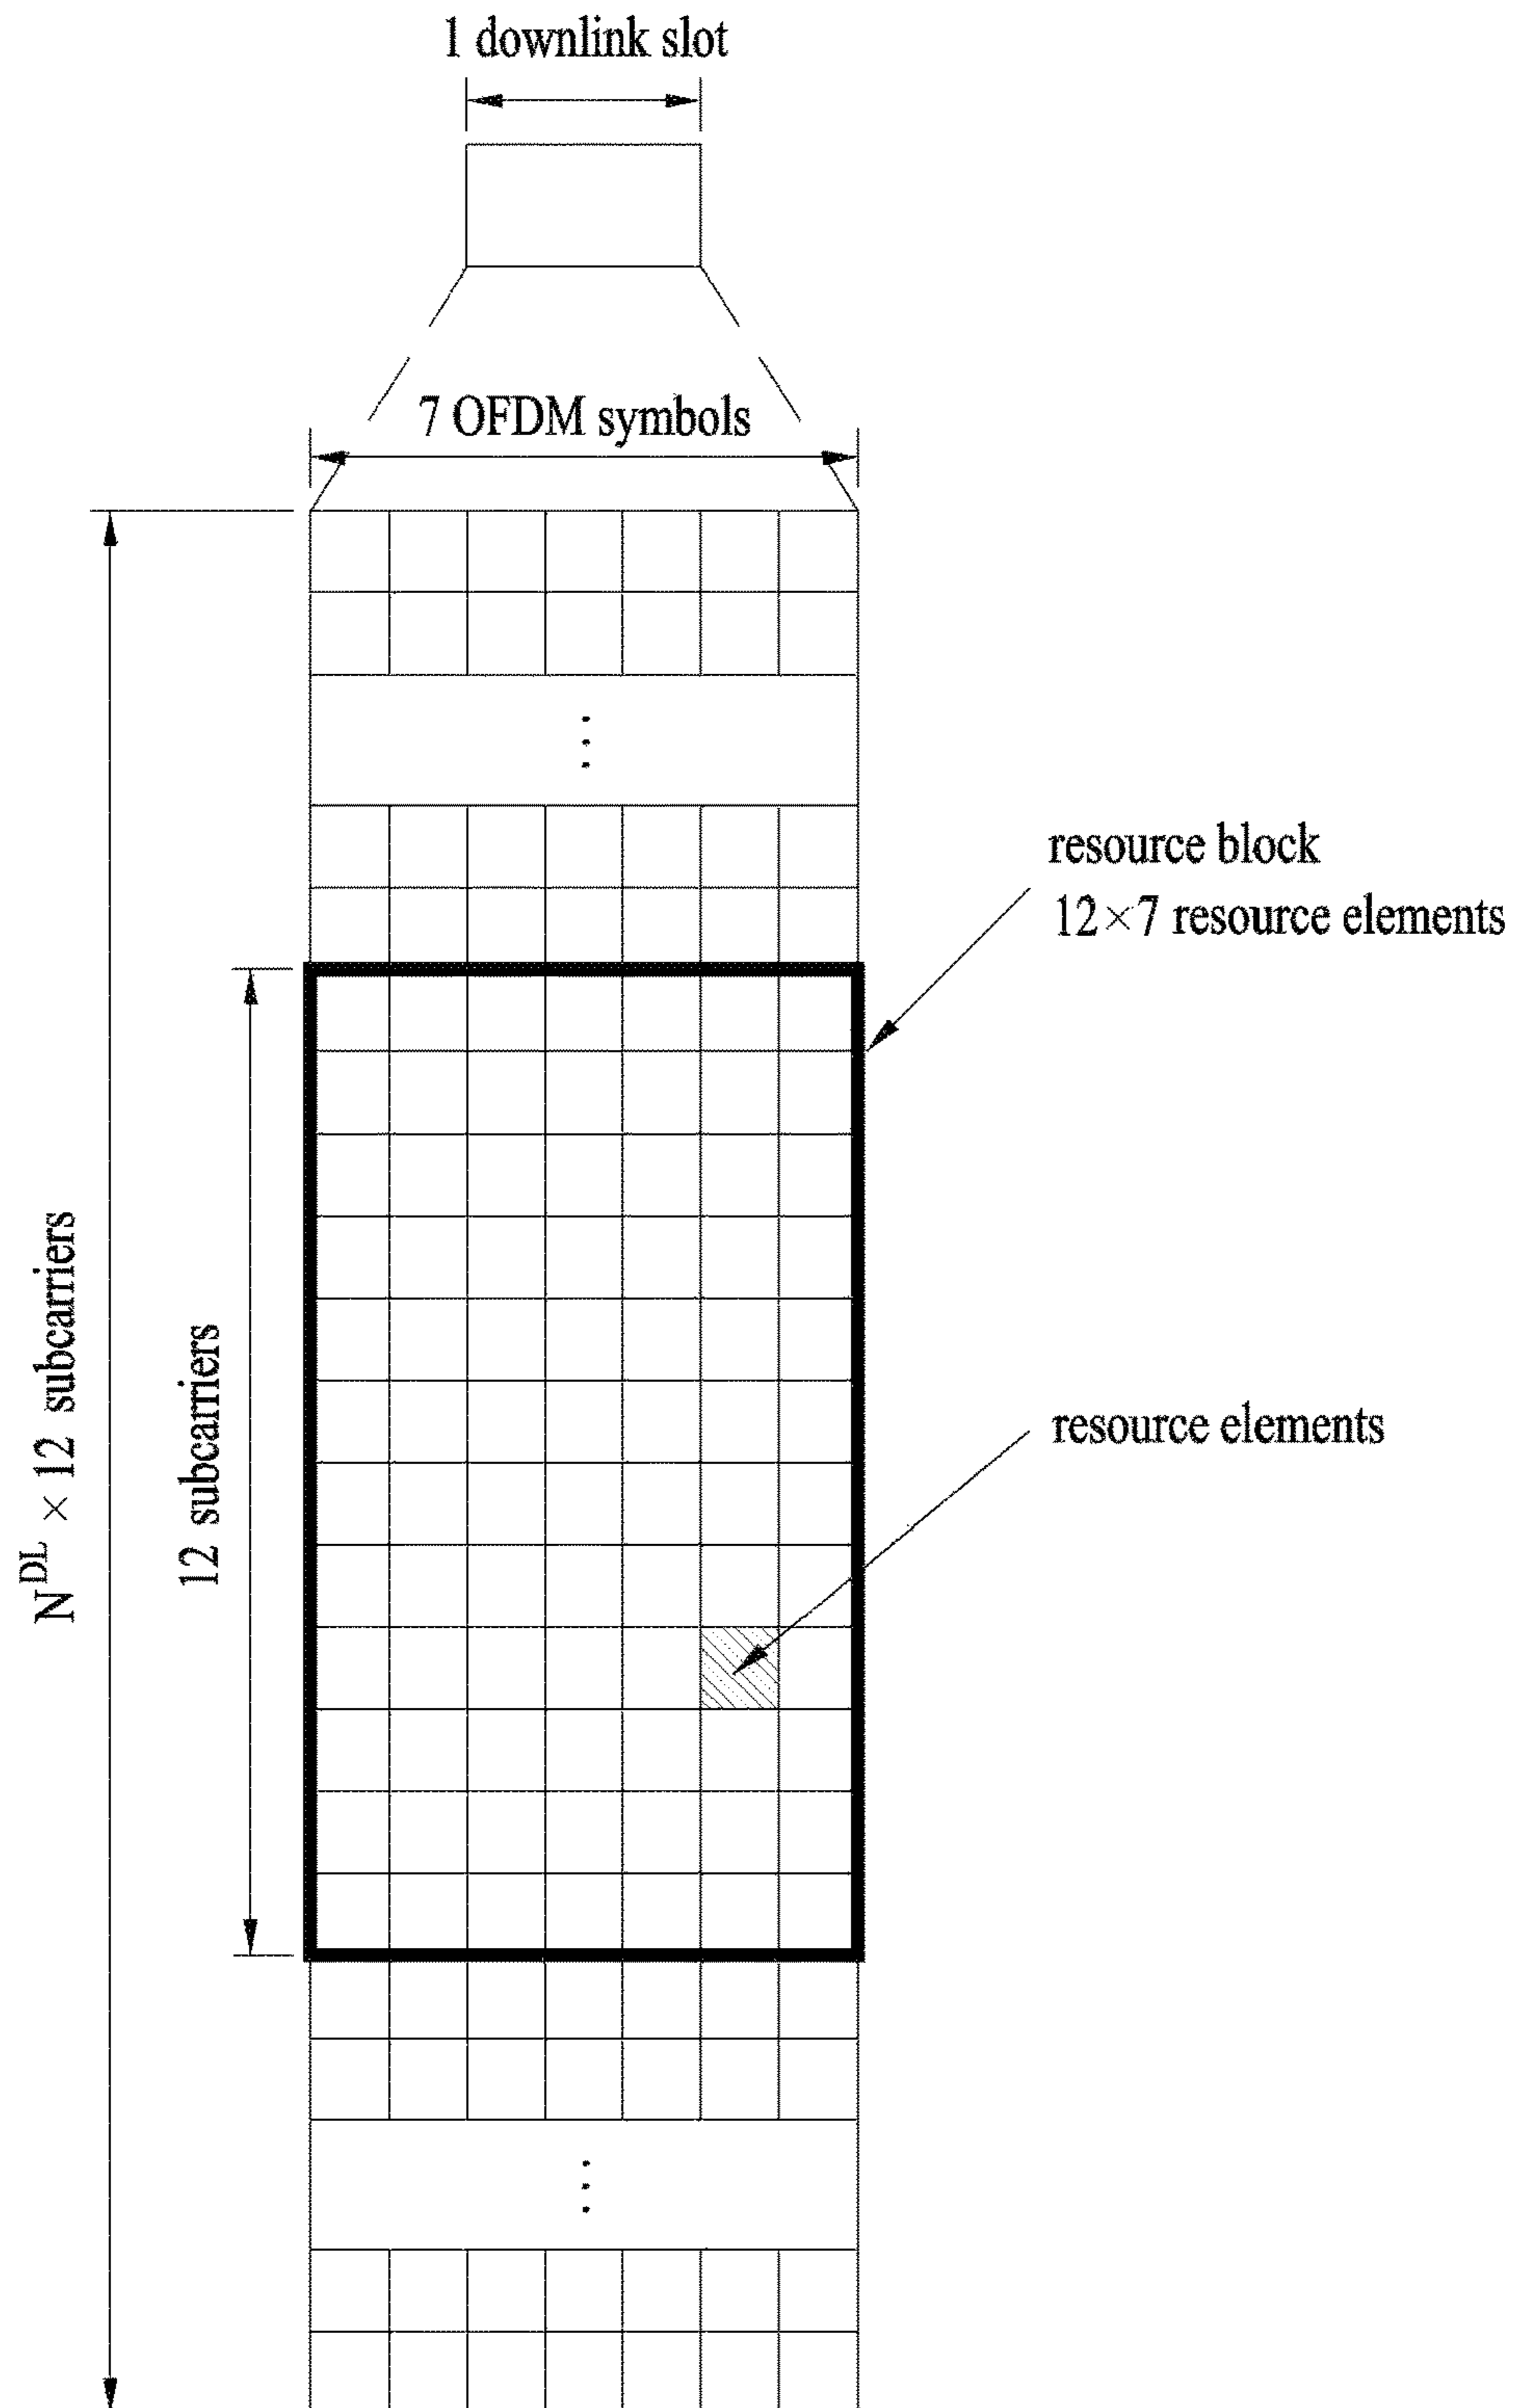 1 downlink slot
7 OFDM symbols
resource block
12×7 resource elements
N^DL × 12 subcarriers
12 subcarriers
resource elements